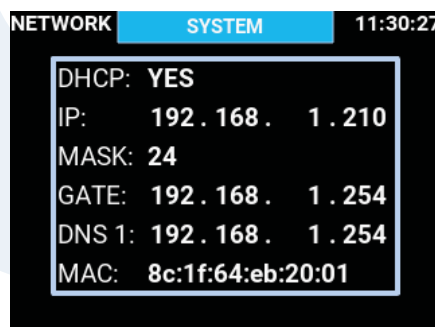 NETWORK SYSTEM 11:30:27
DHCP: YES
IP: 192 . 168 . 1 . 210
MASK: 24
GATE: 192 . 168 . 1 . 254
DNS 1: 192 . 168 . 1 . 254
MAC: 8c:1f:64:eb:20:01